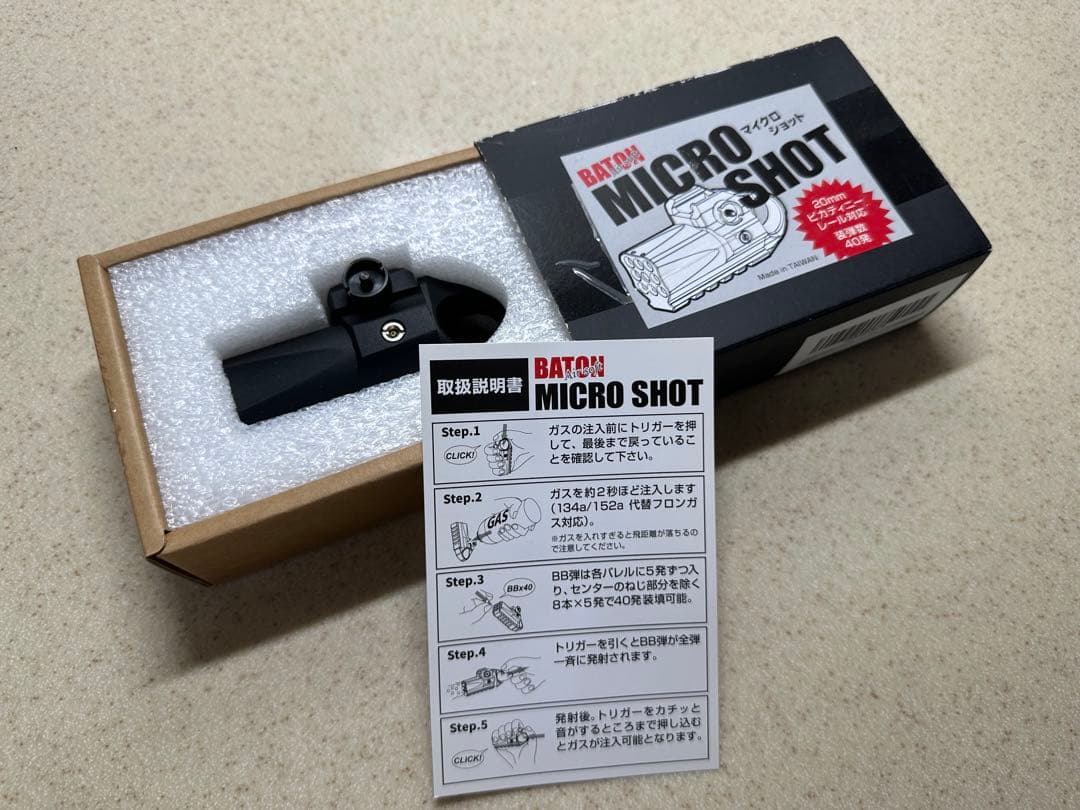 BATON
Airsoft
MICRO
SHOT
マイクロ
ショット
20mm
ピカティニー
レール対応
装弾数
40発
Made in TAIWAN
取扱説明書
BATON
Airsoft
MICRO SHOT
Step.1
CLICK!
ガスの注入前にトリガーを押
して、最後まで戻っているこ
とを確認して下さい。
Step.2
GAS
ガスを約2秒ほど注入します
(134a/152a 代替フロンガ
ス対応)。
※ガスを入れすぎると飛距離が落ちるの
で注意してください。
Step.3
BBx40
BB弾は各バレルに5発ずつ入
り、センターのねじ部分を除く
8本×5発で40発装填可能。
Step.4
トリガーを引くとBB弾が全弾
一斉に発射されます。
Step.5
CLICK!
発射後。トリガーをカチッと
音がするところまで押し込む
とガスが注入可能となります。